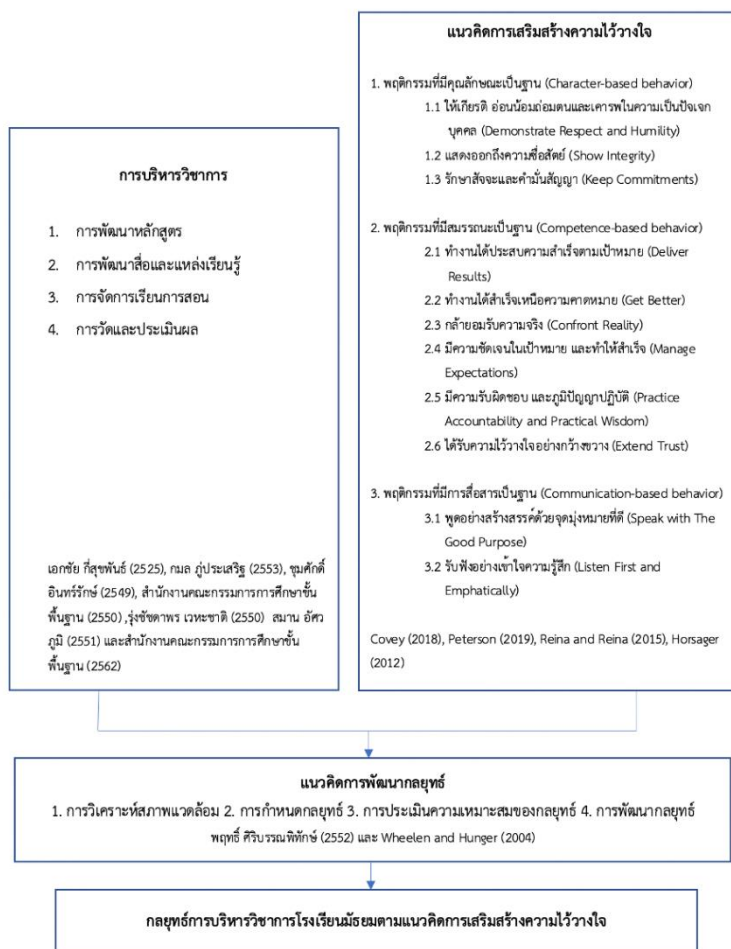 การบริหารวิชาการ
1. การพัฒนาหลักสูตร
2. การพัฒนาสื่อและแหล่งเรียนรู้
3. การจัดการเรียนการสอน
4. การวัดและประเมินผล
เอกชัย กี่สุขพันธ์ (2525), กมล ภู่ประเสริฐ (2553), ชุมศักดิ์
อินทร์รักษ์ (2549), สำนักงานคณะกรรมการการศึกษาขั้น
พื้นฐาน (2550) ,รุ่งชัชดาพร เวหะชาติ (2550) สมาน อัศว
ภูมิ (2551) และสำนักงานคณะกรรมการการศึกษาขั้น
พื้นฐาน (2562)
แนวคิดการเสริมสร้างความไว้วางใจ
1. พฤติกรรมที่มีคุณลักษณะเป็นฐาน (Character-based behavior)
1.1 ให้เกียรติ อ่อนน้อมถ่อมตนและเคารพในความเป็นปัจเจก
บุคคล (Demonstrate Respect and Humility)
1.2 แสดงออกถึงความซื่อสัตย์ (Show Integrity)
1.3 รักษาสัจจะและคำมั่นสัญญา (Keep Commitments)
2. พฤติกรรมที่มีสมรรถนะเป็นฐาน (Competence-based behavior)
2.1 ทำงานได้ประสบความสำเร็จตามเป้าหมาย (Deliver
Results)
2.2 ทำงานได้สำเร็จเหนือความคาดหมาย (Get Better)
2.3 กล้ายอมรับความจริง (Confront Reality)
2.4 มีความชัดเจนในเป้าหมาย และทำให้สำเร็จ (Manage
Expectations)
2.5 มีความรับผิดชอบ และภูมิปัญญาปฏิบัติ (Practice
Accountability and Practical Wisdom)
2.6 ได้รับความไว้วางใจอย่างกว้างขวาง (Extend Trust)
3. พฤติกรรมที่มีการสื่อสารเป็นฐาน (Communication-based behavior)
3.1 พูดอย่างสร้างสรรค์ด้วยจุดมุ่งหมายที่ดี (Speak with The
Good Purpose)
3.2 รับฟังอย่างเข้าใจความรู้สึก (Listen First and
Emphatically)
Covey (2018), Peterson (2019), Reina and Reina (2015), Horsager
(2012)
แนวคิดการพัฒนากลยุทธ์
1. การวิเคราะห์สภาพแวดล้อม 2. การกำหนดกลยุทธ์ 3. การประเมินความเหมาะสมของกลยุทธ์ 4. การพัฒนากลยุทธ์
พฤทธิ์ ศิริบรรณพิทักษ์ (2552) และ Wheelen and Hunger (2004)
กลยุทธ์การบริหารวิชาการโรงเรียนมัธยมตามแนวคิดการเสริมสร้างความไว้วางใจ